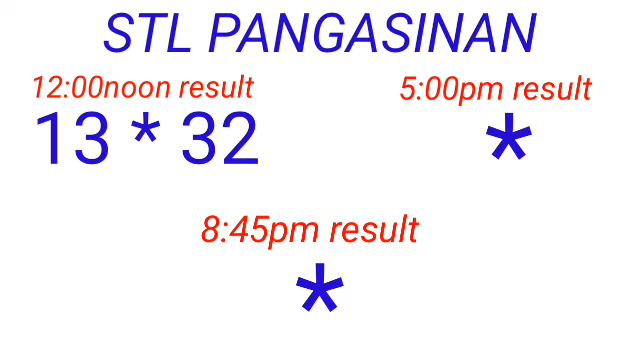 STL PANGASINAN
12:00noon result
13 * 32
5:00pm result
*
8:45pm result
*